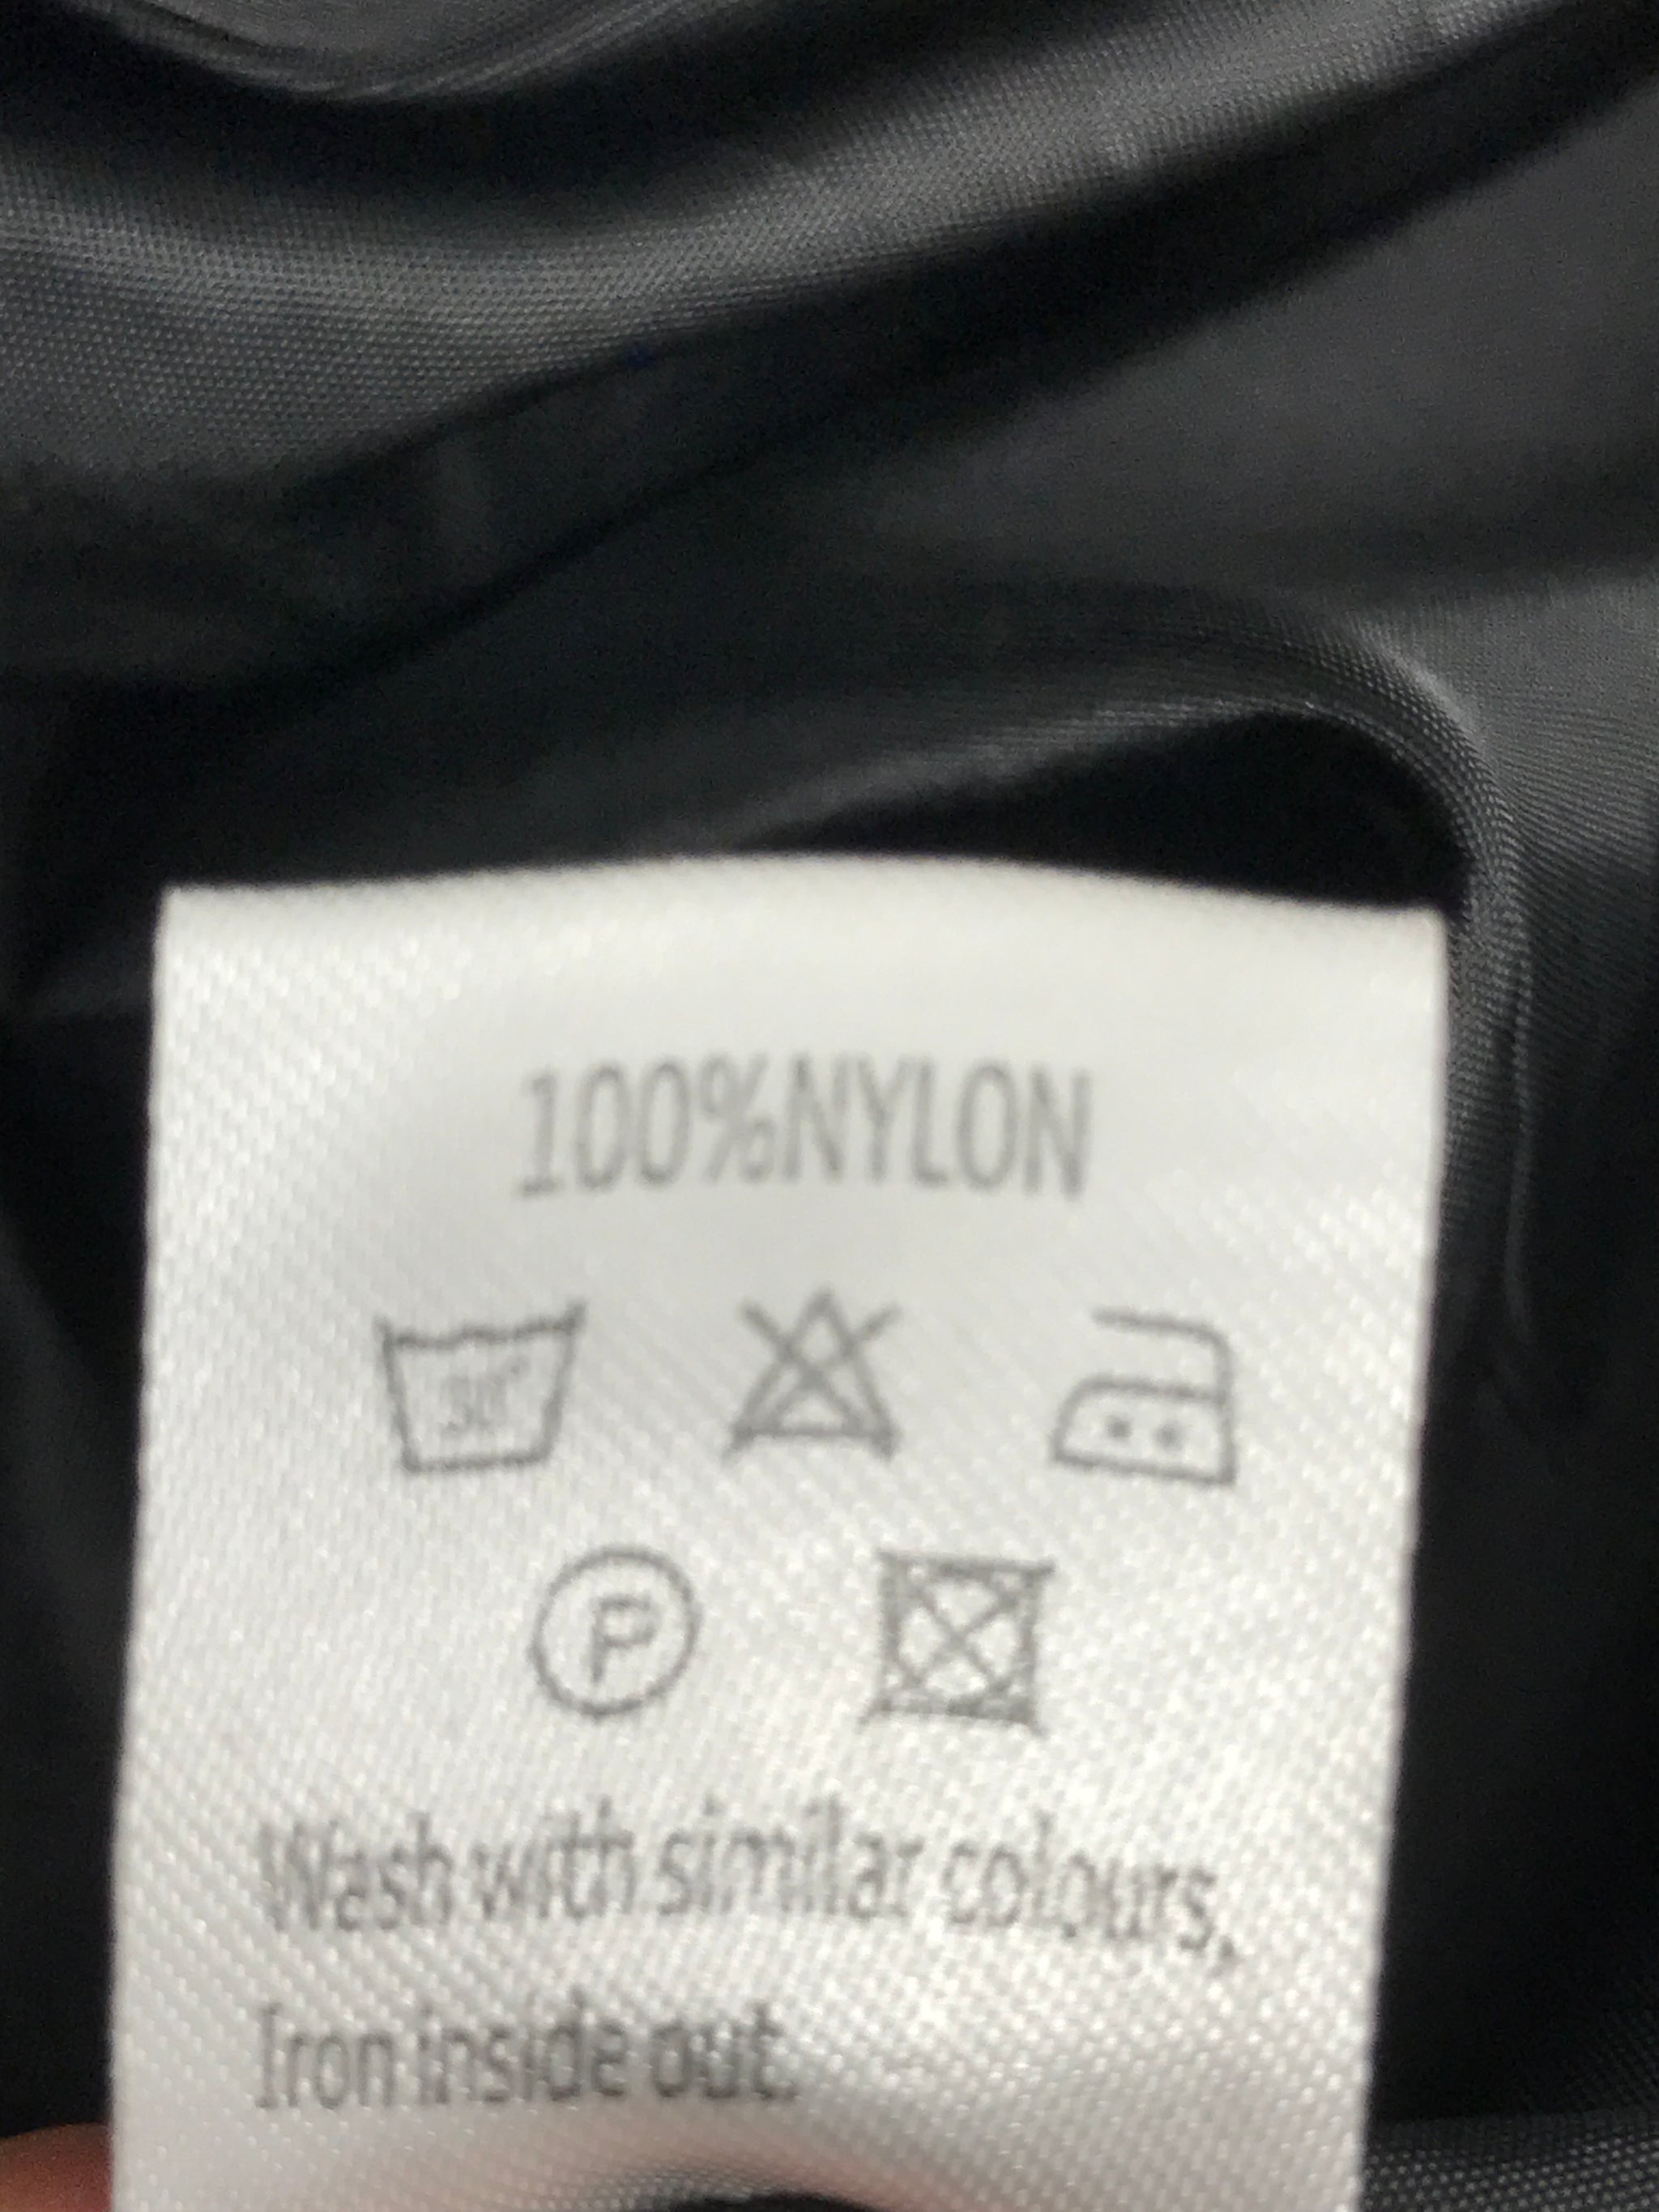 100%NYLON
30°
P
Wash with similar colours,
Iron inside out.